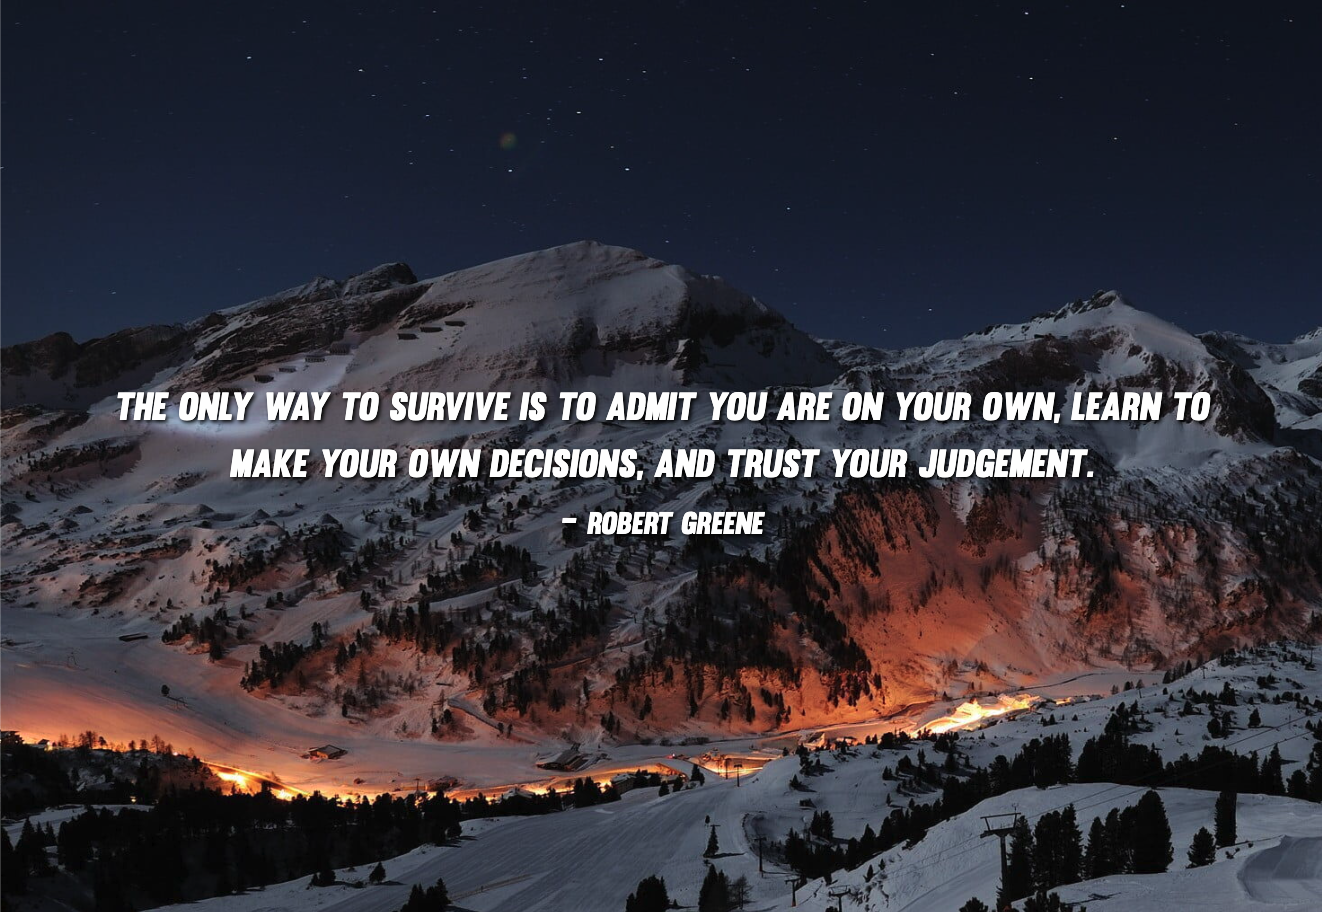 THE ONLY WAY TO SURVIVE IS TO ADMIT YOU ARE ON YOUR OWN, LEARN TO
MAKE YOUR OWN DECISIONS, AND TRUST YOUR JUDGEMENT.
– ROBERT GREENE